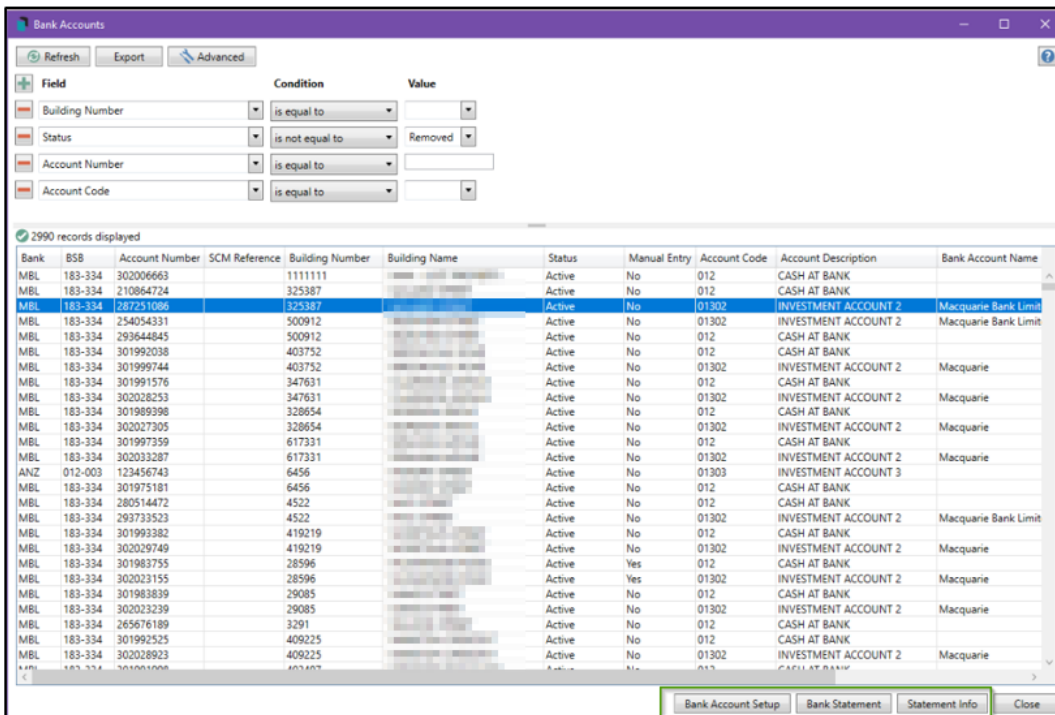 Bank Accounts
Refresh Export Advanced
Field Condition Value
Building Number is equal to
Status is not equal to Removed
Account Number is equal to
Account Code is equal to
2990 records displayed
Bank BSB Account Number SCM Reference Building Number Building Name Status Manual Entry Account Code Account Description Bank Account Name
MBL 183-334 302006663 1111111 Active No 012 CASH AT BANK
MBL 183-334 210864724 325387 Active No 012 CASH AT BANK
MBL 183-334 287251086 325387 Active No 01302 INVESTMENT ACCOUNT 2 Macquarie Bank Limit
MBL 183-334 254054331 500912 Active No 01302 INVESTMENT ACCOUNT 2 Macquarie Bank Limit
MBL 183-334 293644845 500912 Active No 012 CASH AT BANK
MBL 183-334 301992038 403752 Active No 012 CASH AT BANK
MBL 183-334 301999744 403752 Active No 01302 INVESTMENT ACCOUNT 2 Macquarie
MBL 183-334 301991576 347631 Active No 012 CASH AT BANK
MBL 183-334 302028253 347631 Active No 01302 INVESTMENT ACCOUNT 2 Macquarie
MBL 183-334 301989398 328654 Active No 012 CASH AT BANK
MBL 183-334 302027305 328654 Active No 01302 INVESTMENT ACCOUNT 2 Macquarie
MBL 183-334 301997359 617331 Active No 012 CASH AT BANK
MBL 183-334 302033287 617331 Active No 01302 INVESTMENT ACCOUNT 2 Macquarie
ANZ 012-003 123456743 6456 Active No 01303 INVESTMENT ACCOUNT 3
MBL 183-334 301975181 6456 Active No 012 CASH AT BANK
MBL 183-334 280514472 4522 Active No 012 CASH AT BANK
MBL 183-334 293733523 4522 Active No 01302 INVESTMENT ACCOUNT 2 Macquarie Bank Limit
MBL 183-334 301993382 419219 Active No 012 CASH AT BANK
MBL 183-334 302029749 419219 Active No 01302 INVESTMENT ACCOUNT 2 Macquarie
MBL 183-334 301983755 28596 Active Yes 012 CASH AT BANK
MBL 183-334 302023155 28596 Active Yes 01302 INVESTMENT ACCOUNT 2 Macquarie
MBL 183-334 301983839 29085 Active No 012 CASH AT BANK
MBL 183-334 302023239 29085 Active No 01302 INVESTMENT ACCOUNT 2 Macquarie
MBL 183-334 265676189 3291 Active No 012 CASH AT BANK
MBL 183-334 301992525 409225 Active No 012 CASH AT BANK
MBL 183-334 302028923 409225 Active No 01302 INVESTMENT ACCOUNT 2 Macquarie
Bank Account Setup Bank Statement Statement Info Close